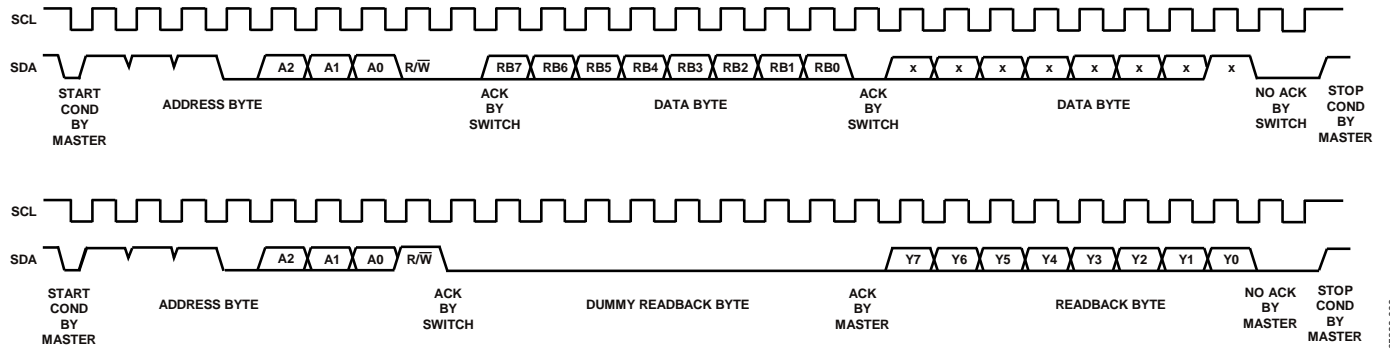 SCL
SDA A2 A1 A0 R/W̅ RB7 RB6 RB5 RB4 RB3 RB2 RB1 RB0 x x x x x x x x
START COND BY MASTER
ADDRESS BYTE
ACK BY SWITCH
DATA BYTE
ACK BY SWITCH
DATA BYTE
NO ACK BY SWITCH
STOP COND BY MASTER
SCL
SDA A2 A1 A0 R/W̅ Y7 Y6 Y5 Y4 Y3 Y2 Y1 Y0
START COND BY MASTER
ADDRESS BYTE
ACK BY SWITCH
DUMMY READBACK BYTE
ACK BY MASTER
READBACK BYTE
NO ACK BY MASTER
STOP COND BY MASTER